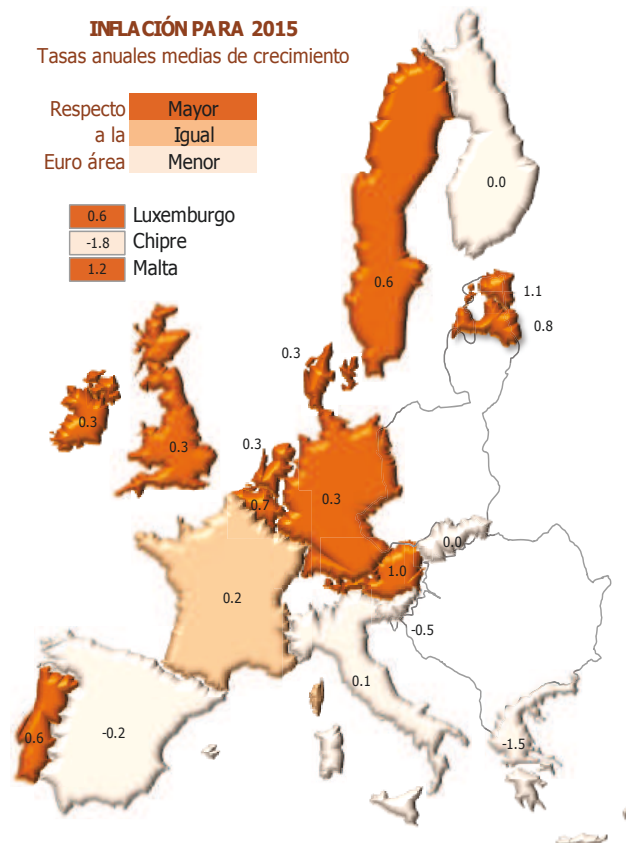 INFLACIÓN PARA 2015
Tasas anuales medias de crecimiento
Respecto Mayor
a la Igual
Euro área Menor
0.6 Luxemburgo
-1.8 Chipre
1.2 Malta
0.0
0.6
1.1
0.8
0.3
0.3
0.3
0.3
0.7
0.3
0.0
1.0
0.2
-0.5
0.1
0.6
-0.2
-1.5